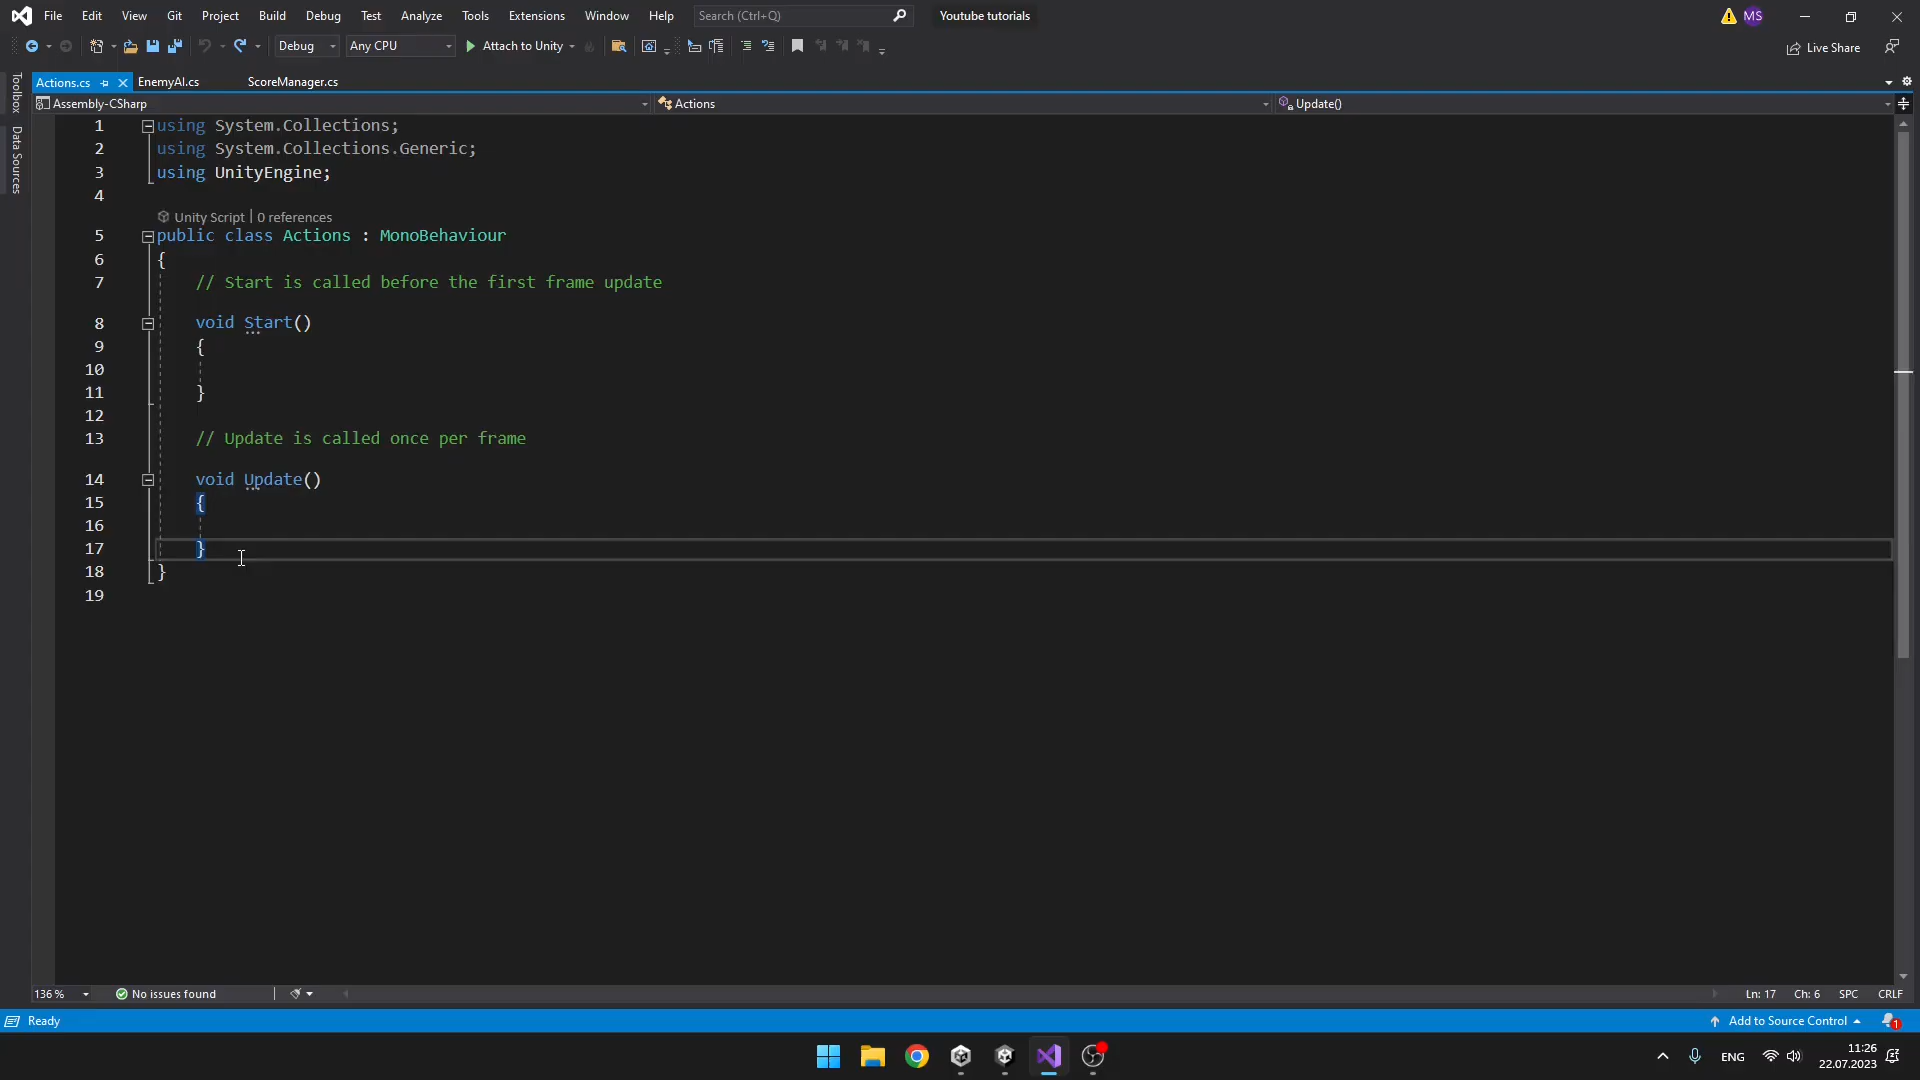 File Edit View Git Project Build Debug Test Analyze Tools Extensions Window Help Search (Ctrl+Q) Youtube tutorials MS
Debug Any CPU Attach to Unity Live Share
Actions.cs EnemyAI.cs ScoreManager.cs
Assembly-CSharp Actions Update()
Toolbox
Data Sources
1 using System.Collections;
2 using System.Collections.Generic;
3 using UnityEngine;
4
Unity Script | 0 references
5 public class Actions : MonoBehaviour
6 {
7 // Start is called before the first frame update
8 void Start()
9 {
10
11 }
12
13 // Update is called once per frame
14 void Update()
15 {
16
17 }
18 }
19
136 % No issues found Ln: 17 Ch: 6 SPC CRLF
Ready Add to Source Control 1
ENG 11:26
22.07.2023